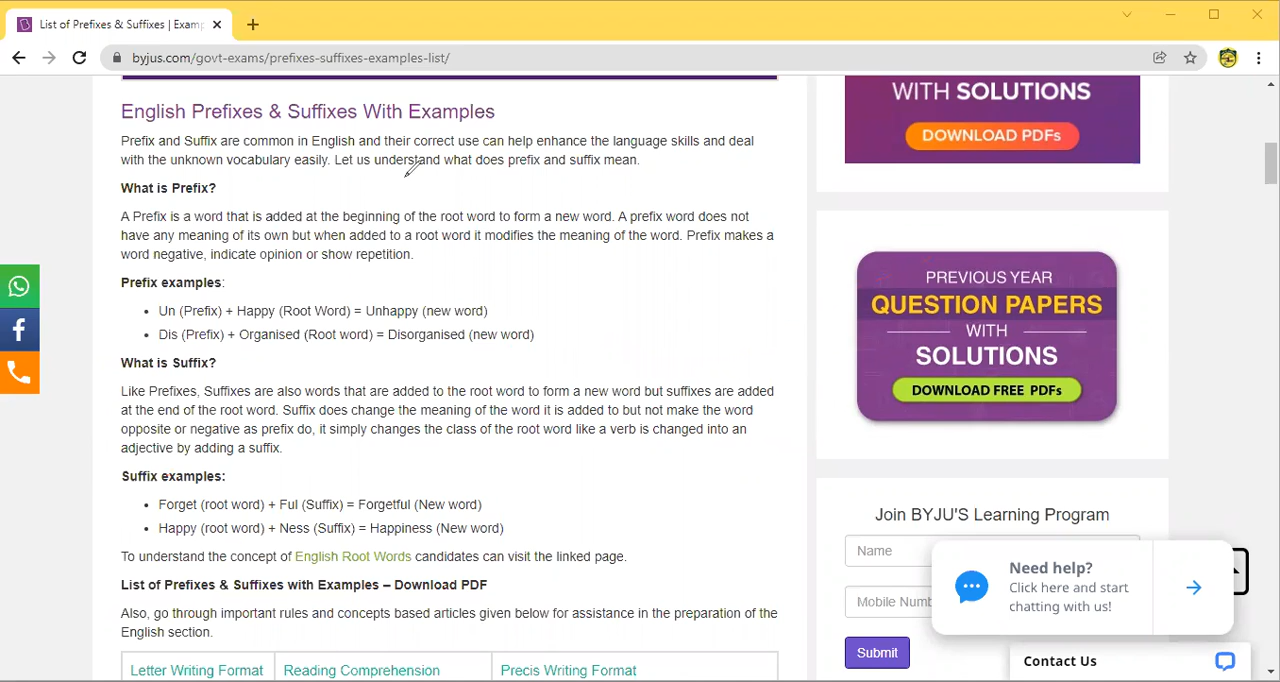 List of Prefixes & Suffixes | Examp
byjus.com/govt-exams/prefixes-suffixes-examples-list/
English Prefixes & Suffixes With Examples
Prefix and Suffix are common in English and their correct use can help enhance the language skills and deal
with the unknown vocabulary easily. Let us understand what does prefix and suffix mean.
What is Prefix?
A Prefix is a word that is added at the beginning of the root word to form a new word. A prefix word does not
have any meaning of its own but when added to a root word it modifies the meaning of the word. Prefix makes a
word negative, indicate opinion or show repetition.
Prefix examples:
• Un (Prefix) + Happy (Root Word) = Unhappy (new word)
• Dis (Prefix) + Organised (Root word) = Disorganised (new word)
What is Suffix?
Like Prefixes, Suffixes are also words that are added to the root word to form a new word but suffixes are added
at the end of the root word. Suffix does change the meaning of the word it is added to but not make the word
opposite or negative as prefix do, it simply changes the class of the root word like a verb is changed into an
adjective by adding a suffix.
Suffix examples:
• Forget (root word) + Ful (Suffix) = Forgetful (New word)
• Happy (root word) + Ness (Suffix) = Happiness (New word)
To understand the concept of English Root Words candidates can visit the linked page.
List of Prefixes & Suffixes with Examples – Download PDF
Also, go through important rules and concepts based articles given below for assistance in the preparation of the
English section.
Letter Writing Format Reading Comprehension Precis Writing Format
WITH SOLUTIONS
DOWNLOAD PDFs
PREVIOUS YEAR
QUESTION PAPERS
WITH
SOLUTIONS
DOWNLOAD FREE PDFs
Join BYJU'S Learning Program
Name
Mobile Numb
Submit
Need help?
Click here and start
chatting with us!
Contact Us